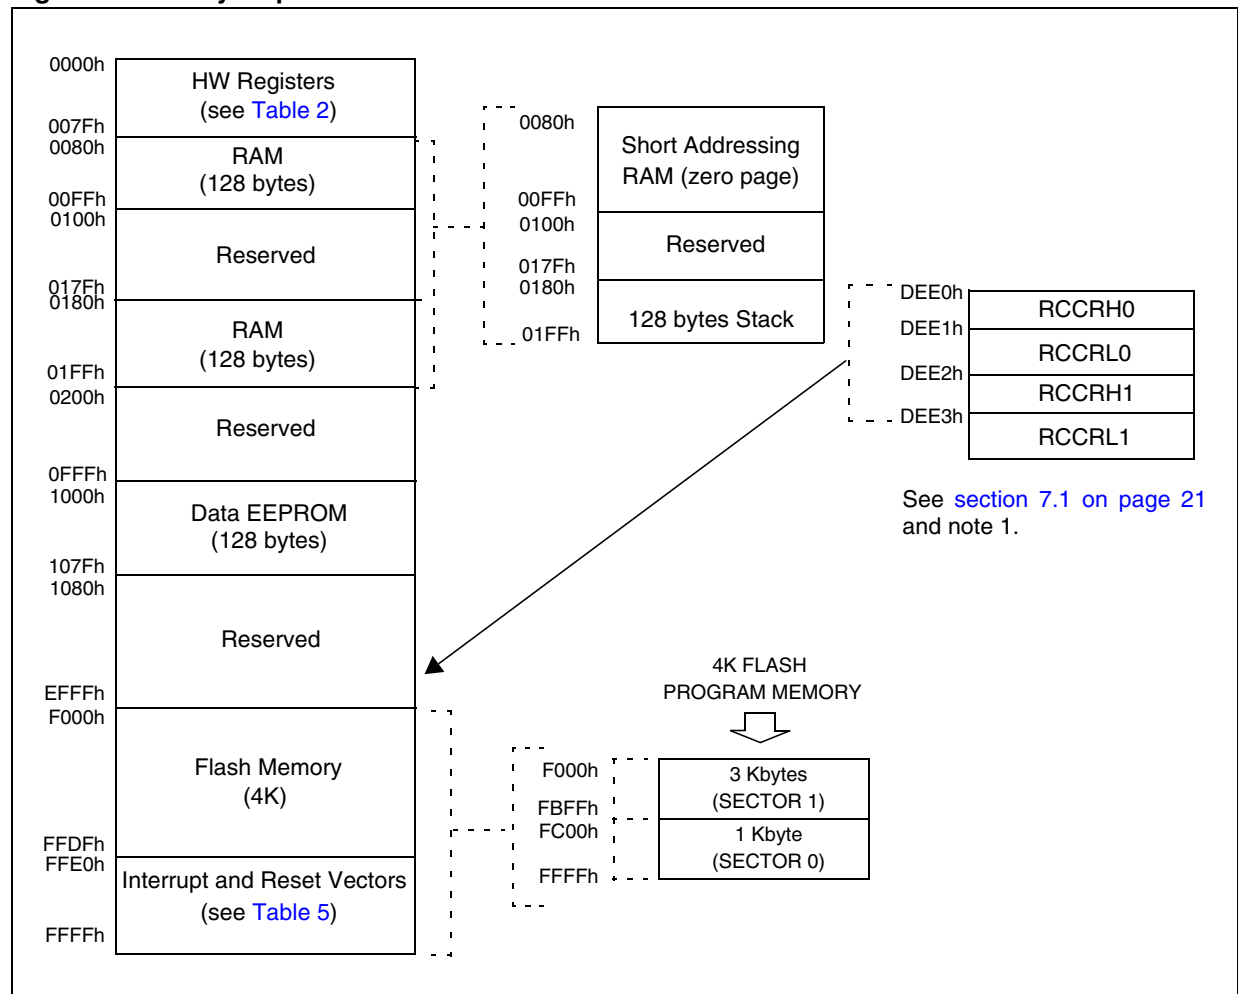 0000h
HW Registers
(see Table 2)
007Fh
0080h
RAM
(128 bytes)
00FFh
0100h
Reserved
017Fh
0180h
RAM
(128 bytes)
01FFh
0200h
Reserved
0FFFh
1000h
Data EEPROM
(128 bytes)
107Fh
1080h
Reserved
EFFFh
F000h
Flash Memory
(4K)
FFDFh
FFE0h
Interrupt and Reset Vectors
(see Table 5)
FFFFh
0080h
Short Addressing
RAM (zero page)
00FFh
0100h
Reserved
017Fh
0180h
128 bytes Stack
01FFh
DEE0h
RCCRH0
DEE1h
RCCRL0
DEE2h
RCCRH1
DEE3h
RCCRL1
See section 7.1 on page 21
and note 1.
4K FLASH
PROGRAM MEMORY
F000h
3 Kbytes
(SECTOR 1)
FBFFh
FC00h
1 Kbyte
(SECTOR 0)
FFFFh